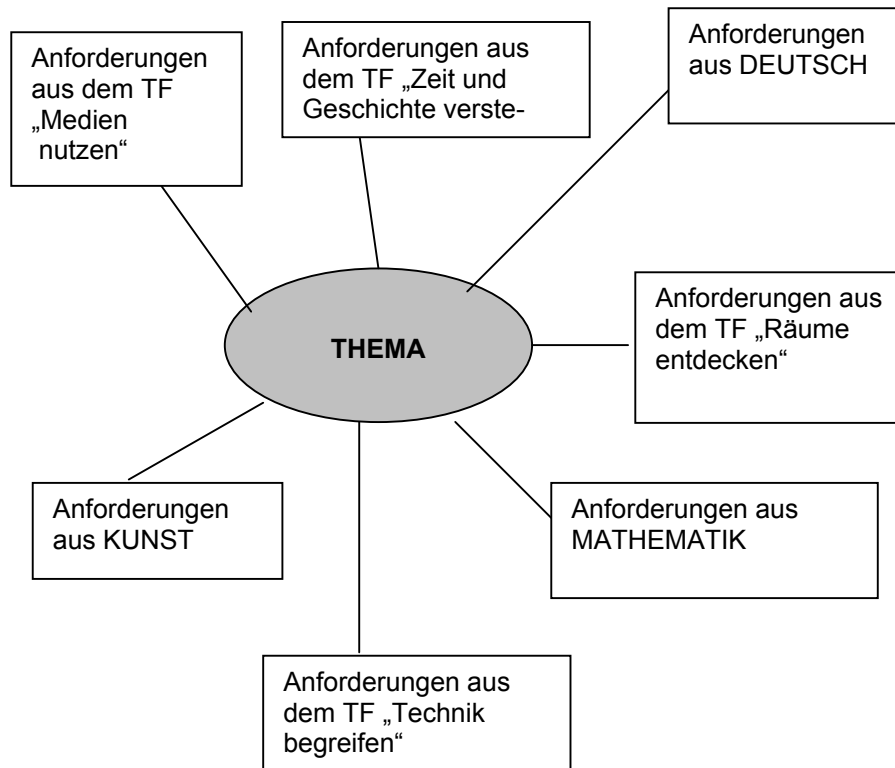 Anforderungen
aus dem TF
„Medien
nutzen“
Anforderungen aus
dem TF „Zeit und
Geschichte verste-
Anforderungen
aus DEUTSCH
Anforderungen aus
dem TF „Räume
entdecken“
THEMA
Anforderungen
aus KUNST
Anforderungen aus
MATHEMATIK
Anforderungen aus
dem TF „Technik
begreifen“